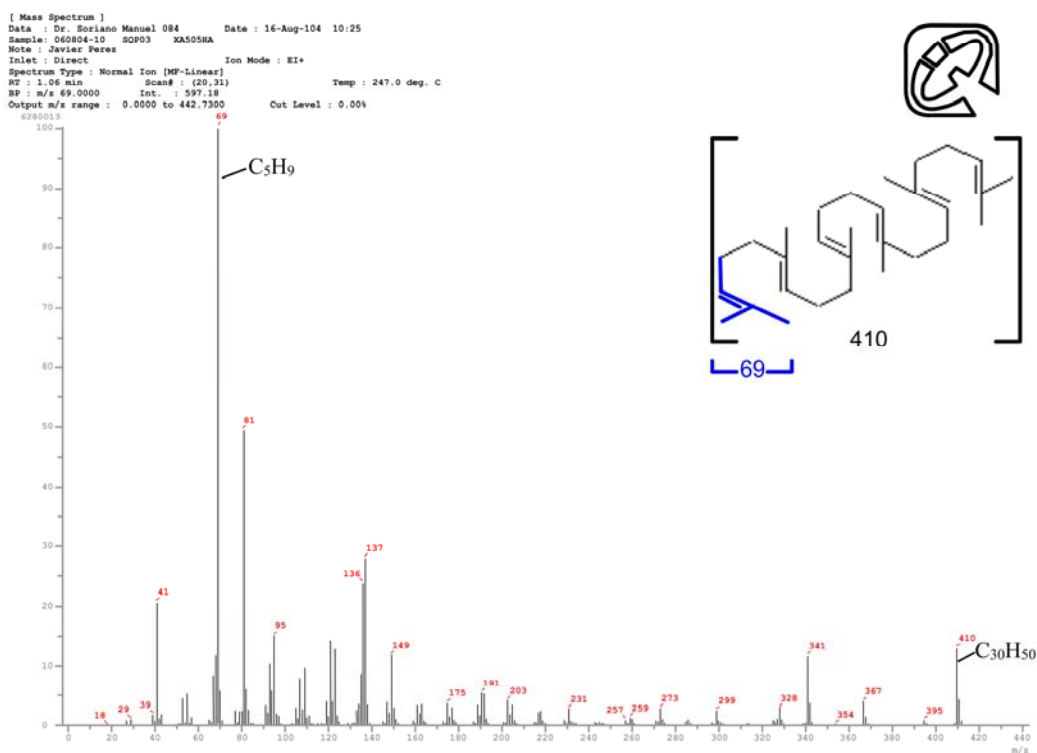 [ Mass Spectrum ]
Data : Dr. Soriano Manuel 084 Date : 16-Aug-104 10:25
Sample: 060804-10 SQP03 XA505HA
Note : Javier Perez
Inlet : Direct Ion Mode : EI+
Spectrum Type : Normal Ion [MF-Linear]
RT : 1.06 min Scan# : (20,31) Temp : 247.0 deg. C
BP : m/z 69.0000 Int. : 597.18
Output m/z range : 0.0000 to 442.7300 Cut Level : 0.00%
6280013
100
90
80
70
60
50
40
30
20
10
0
69
C5H9
81
41
137
136
95
149
18
29
39
175
191
203
231
257
259
273
299
328
341
354
367
395
410
C30H50
410
69
0 20 40 60 80 100 120 140 160 180 200 220 240 260 280 300 320 340 360 380 400 420 440
m/z